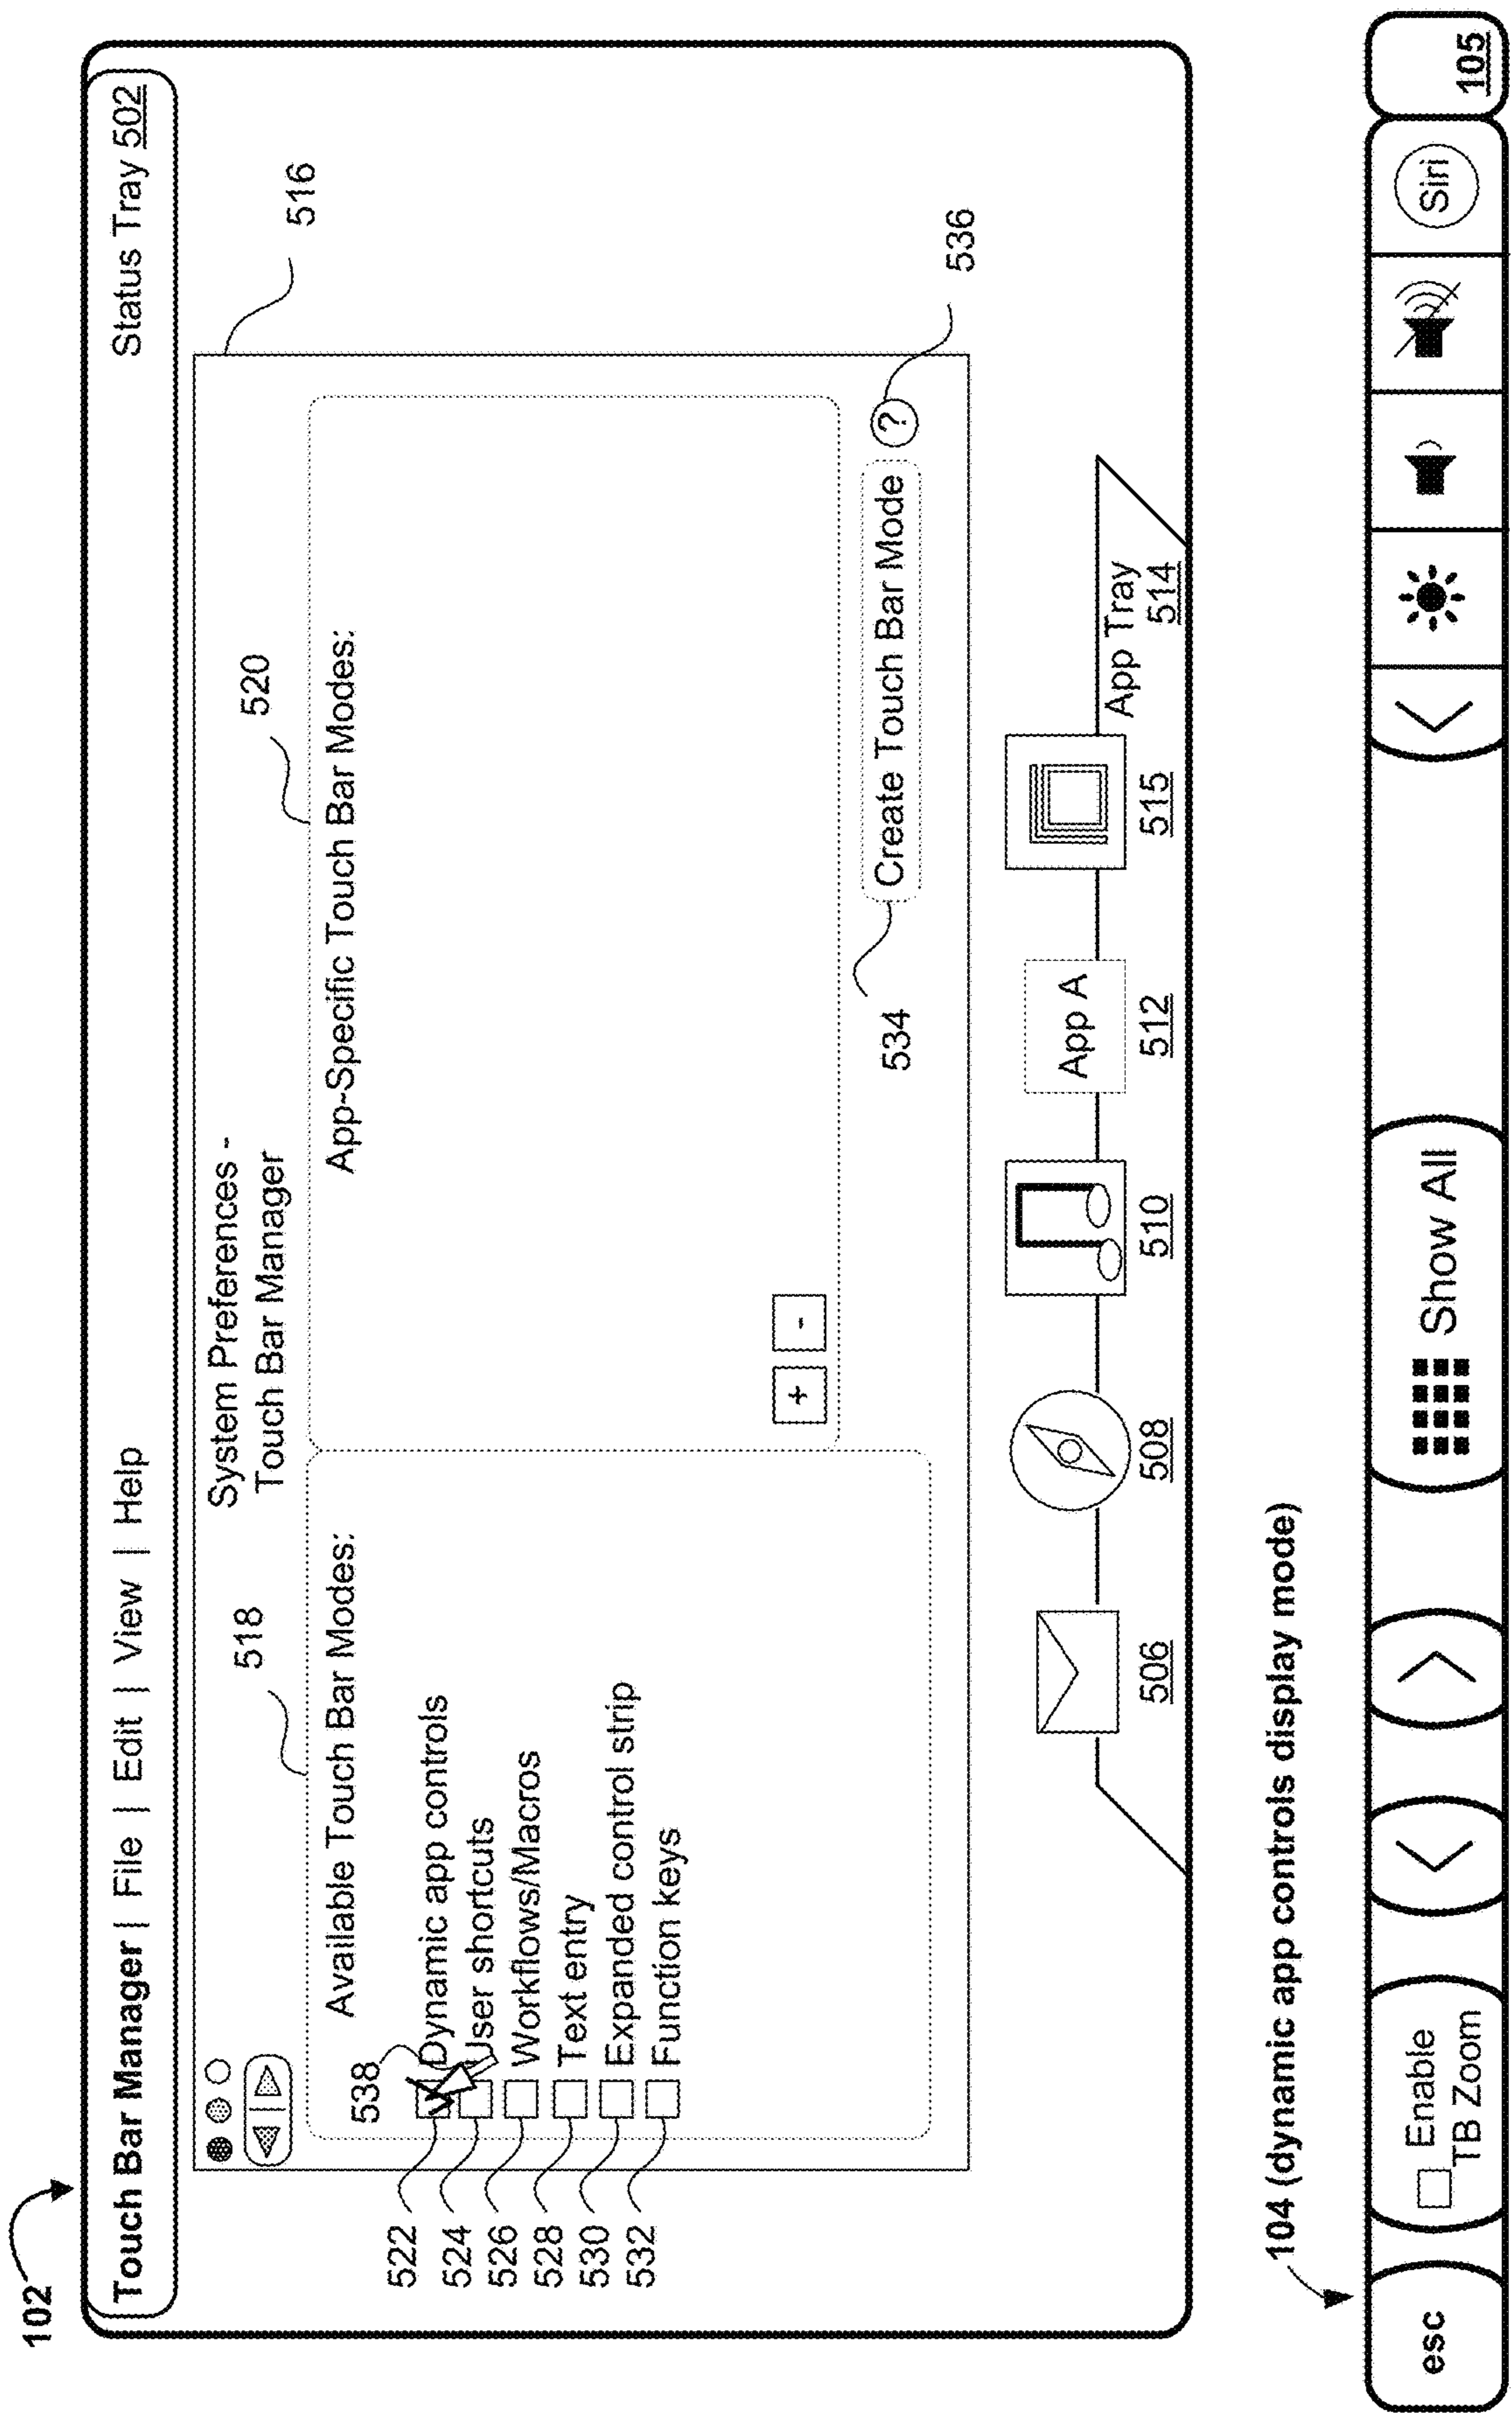 102
Touch Bar Manager | File | Edit | View | Help
Status Tray 502
516
System Preferences -
Touch Bar Manager
518
Available Touch Bar Modes:
538
522
Dynamic app controls
524
User shortcuts
526
Workflows/Macros
528
Text entry
530
Expanded control strip
532
Function keys
520
App-Specific Touch Bar Modes:
+
-
534
Create Touch Bar Mode
?
536
506
508
510
App A
512
515
App Tray
514
104 (dynamic app controls display mode)
esc
Enable
TB Zoom
Show All
Siri
105